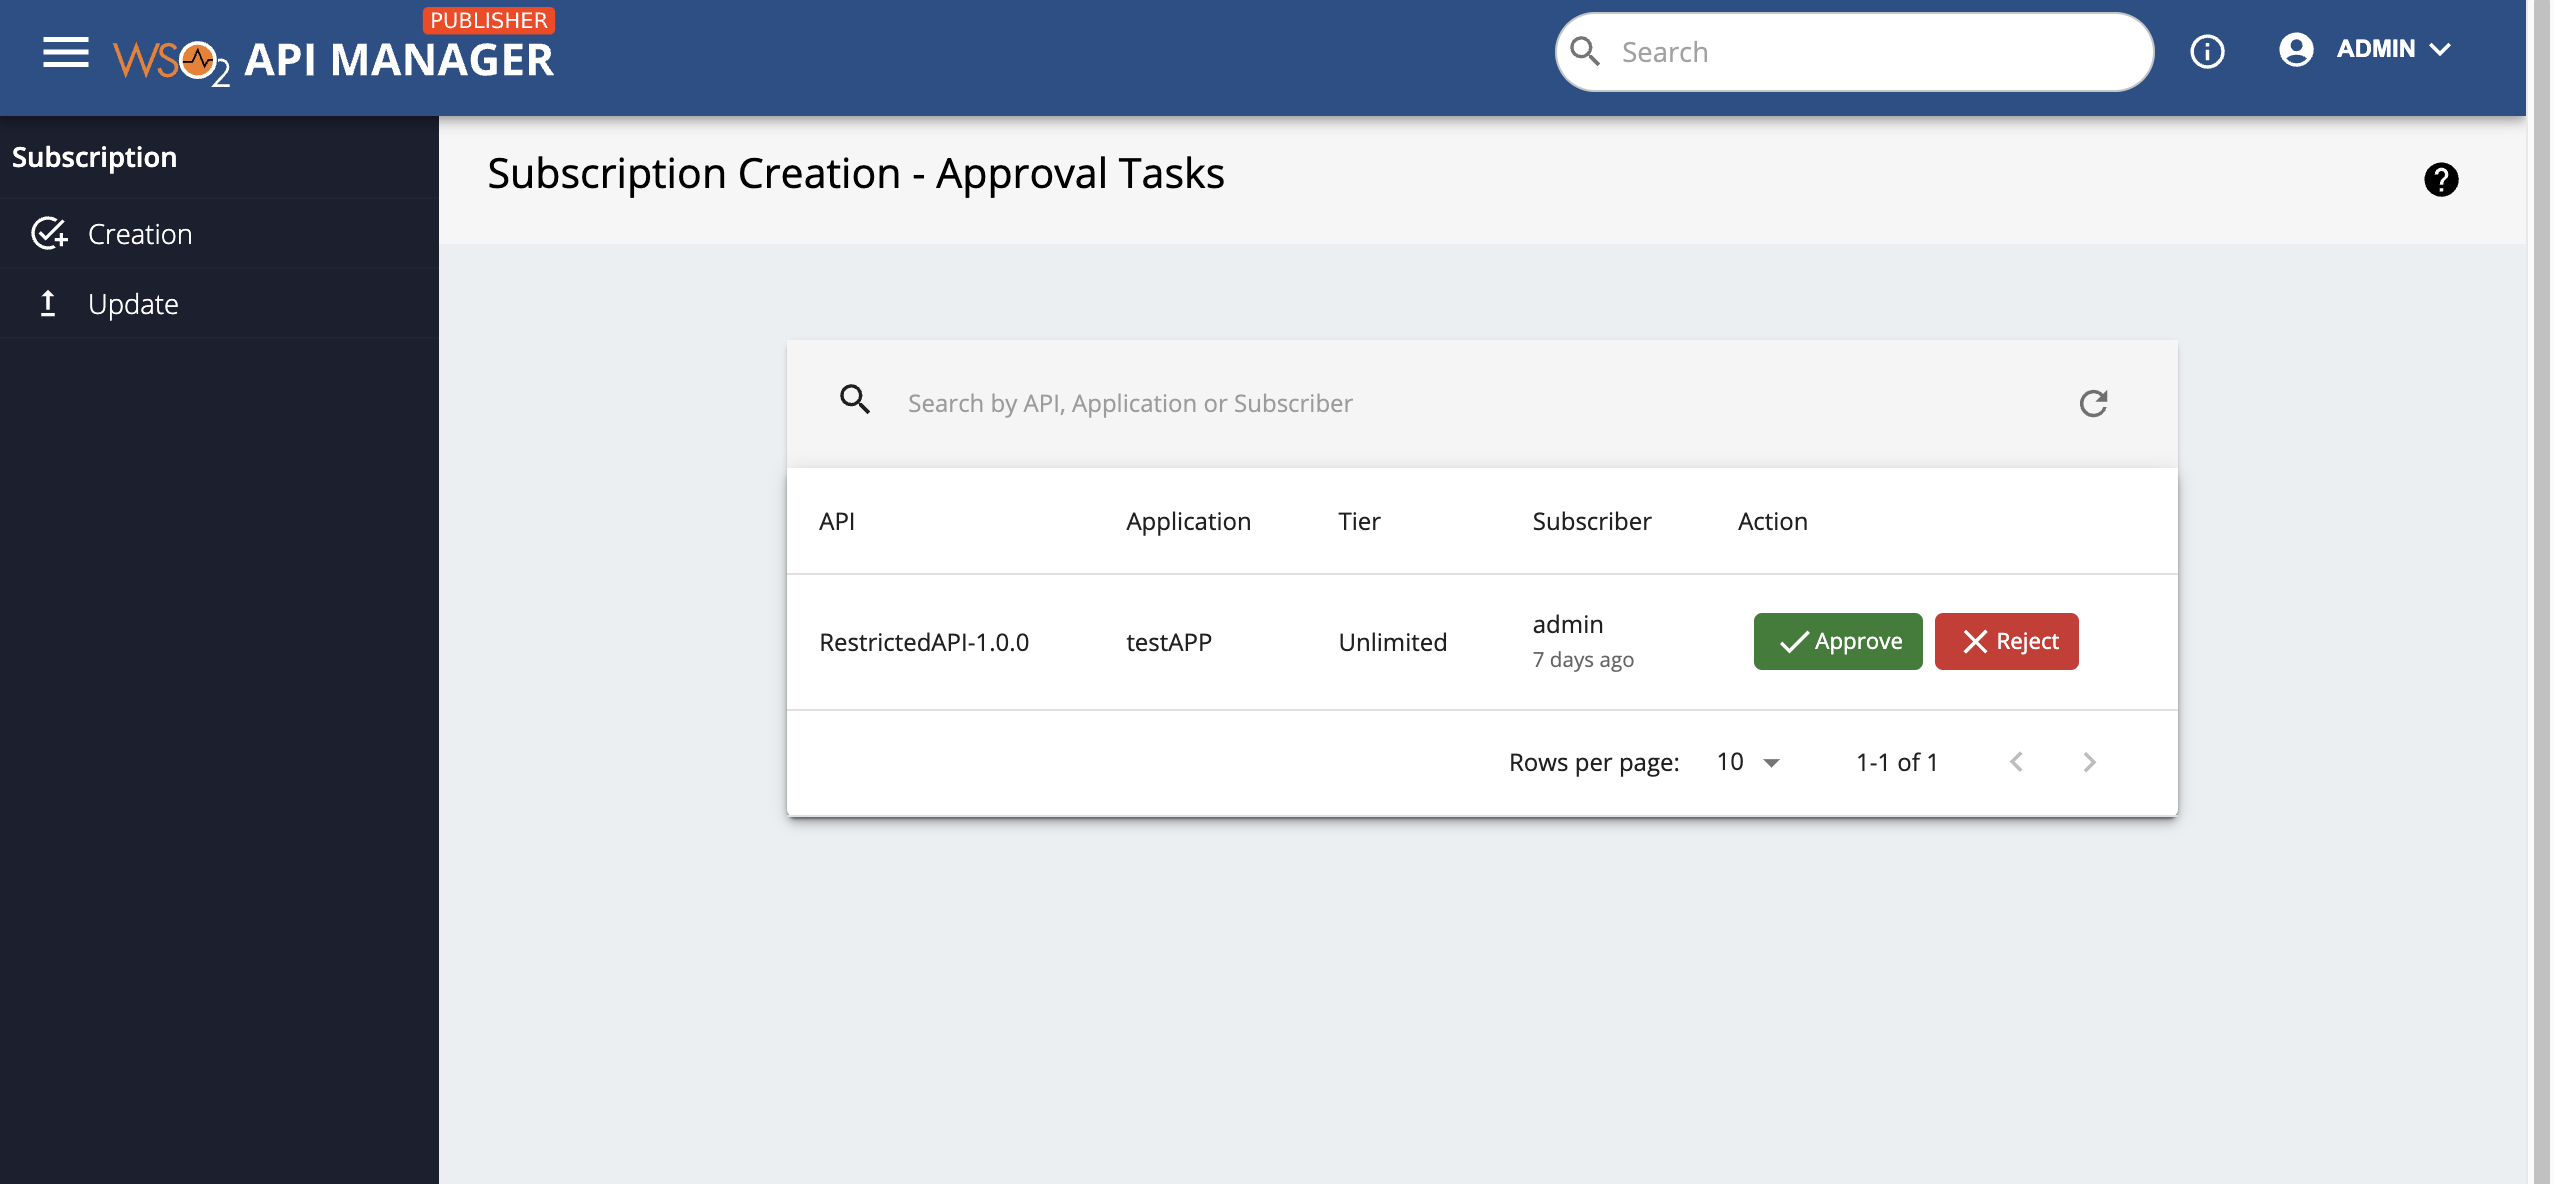 PUBLISHER
WSO2 API MANAGER
Search
ADMIN
Subscription
Creation
Update
Subscription Creation - Approval Tasks
Search by API, Application or Subscriber
API Application Tier Subscriber Action
RestrictedAPI-1.0.0 testAPP Unlimited admin Approve Reject
7 days ago
Rows per page: 10 1-1 of 1